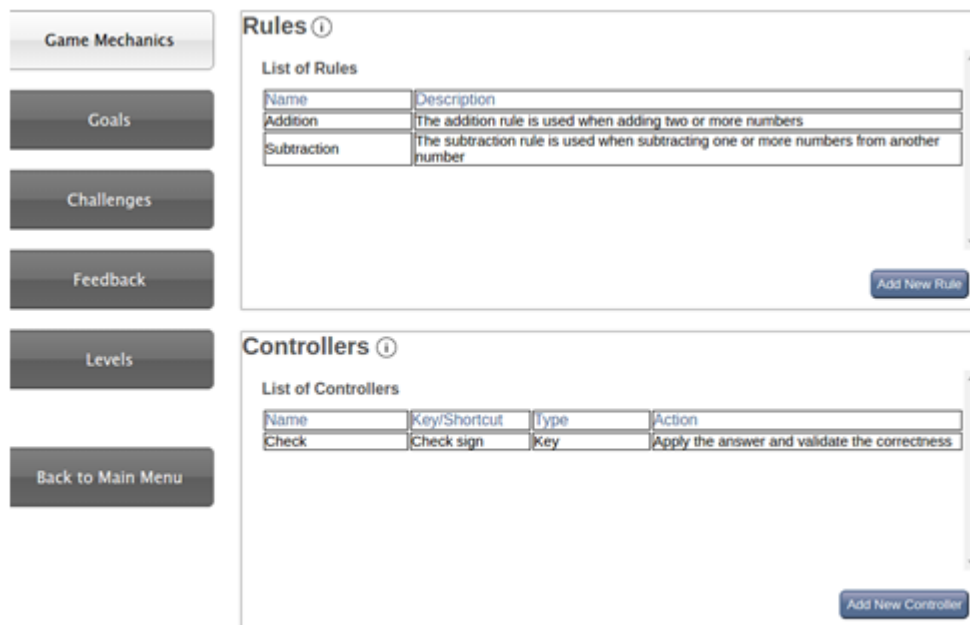 Game Mechanics
Goals
Challenges
Feedback
Levels
Back to Main Menu
Rules
List of Rules
Name Description
Addition The addition rule is used when adding two or more numbers
Subtraction The subtraction rule is used when subtracting one or more numbers from another
number
Add New Rule
Controllers
List of Controllers
Name Key/Shortcut Type Action
Check Check sign Key Apply the answer and validate the correctness
Add New Controller